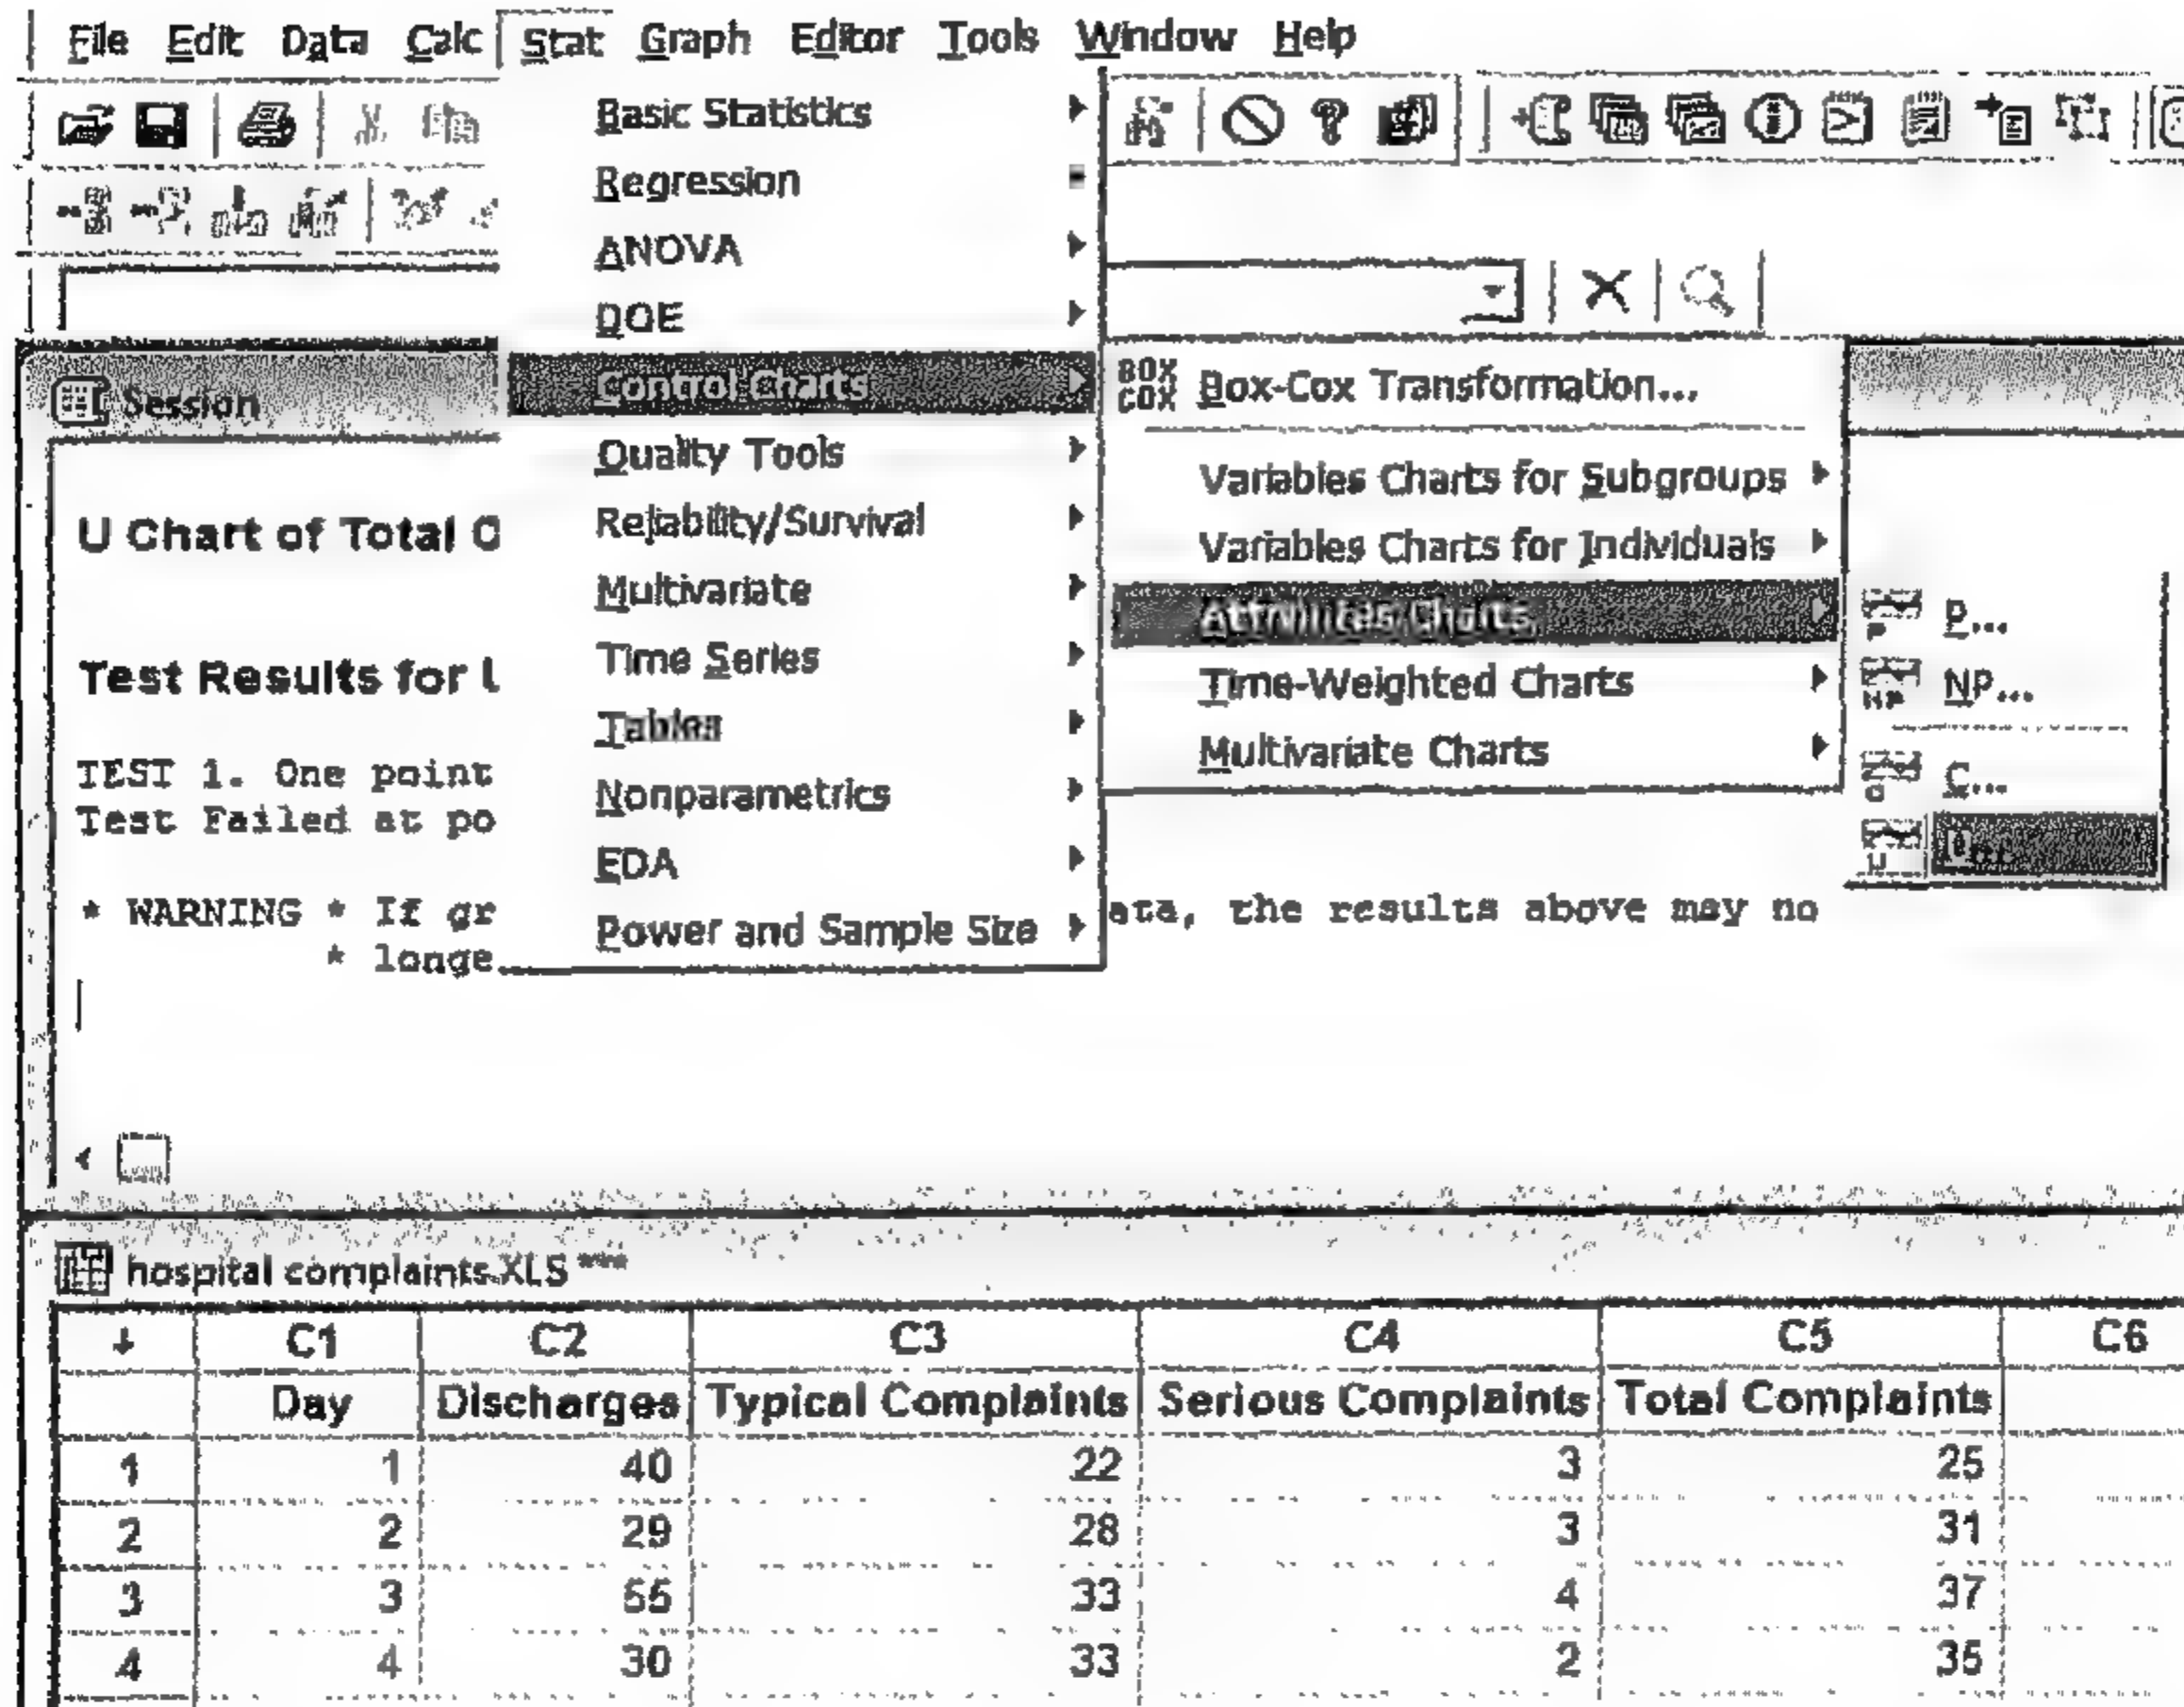 File Edit Data Calc Stat Graph Editor Tools Window Help
Basic Statistics
Regression
ANOVA
DOE
Control Charts
Quality Tools
Reliability/Survival
Multivariate
Time Series
Tables
Nonparametrics
EDA
Power and Sample Size
BOX COX Box-Cox Transformation...
Variables Charts for Subgroups
Variables Charts for Individuals
Attributes Charts
Time-Weighted Charts
Multivariate Charts
P P...
NP NP...
C C...
U U...
Session
U Chart of Total C
Test Results for U
TEST 1. One point
Test Failed at po
* WARNING * If gr ata, the results above may no
* longe
hospital complaints.XLS ***
C1 C2 C3 C4 C5 C6
Day Discharges Typical Complaints Serious Complaints Total Complaints
1 1 40 22 3 25
2 2 29 28 3 31
3 3 55 33 4 37
4 4 30 33 2 35